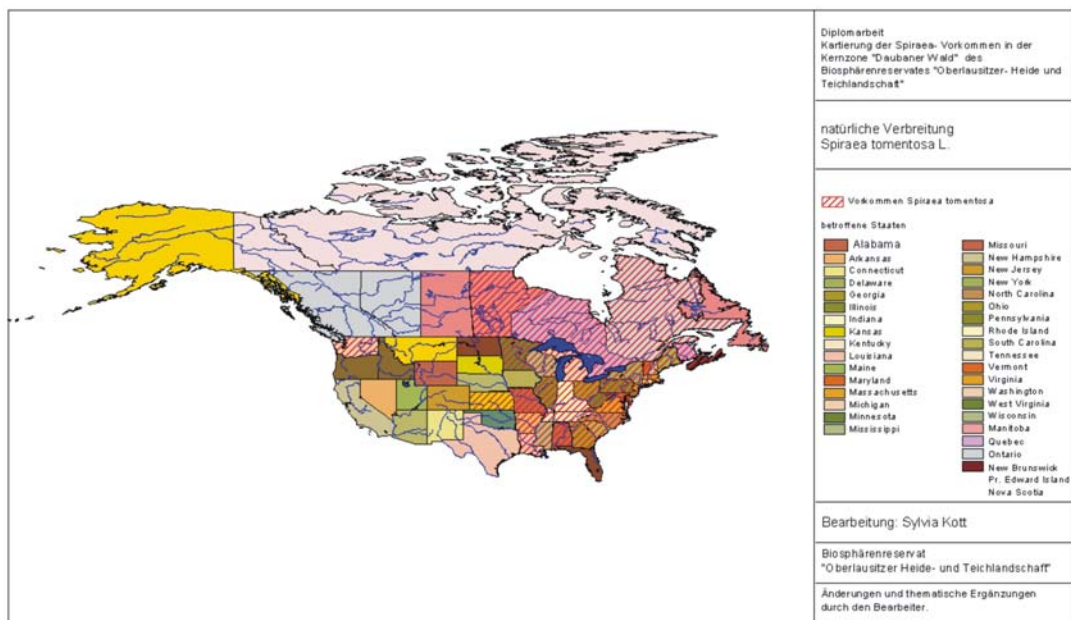 Diplomarbeit
Kartierung der Spiraea- Vorkommen in der
Kernzone "Daubaner Wald" des
Biosphärenreservates "Oberlausitzer- Heide und
Teichlandschaft"
natürliche Verbreitung
Spiraea tomentosa L.
Vorkommen Spiraea tomentosa
betroffene Staaten
Alabama
Arkansas
Connecticut
Delaware
Georgia
Illinois
Indiana
Kansas
Kentucky
Louisiana
Maine
Maryland
Massachusetts
Michigan
Minnesota
Mississippi
Missouri
New Hampshire
New Jersey
New York
North Carolina
Ohio
Pennsylvania
Rhode Island
South Carolina
Tennessee
Vermont
Virginia
Washington
West Virginia
Wisconsin
Manitoba
Quebec
Ontario
New Brunswick
Pr. Edward Island
Nova Scotia
Bearbeitung: Sylvia Kott
Biosphärenreservat
"Oberlausitzer Heide- und Teichlandschaft"
Änderungen und thematische Ergänzungen
durch den Bearbeiter.